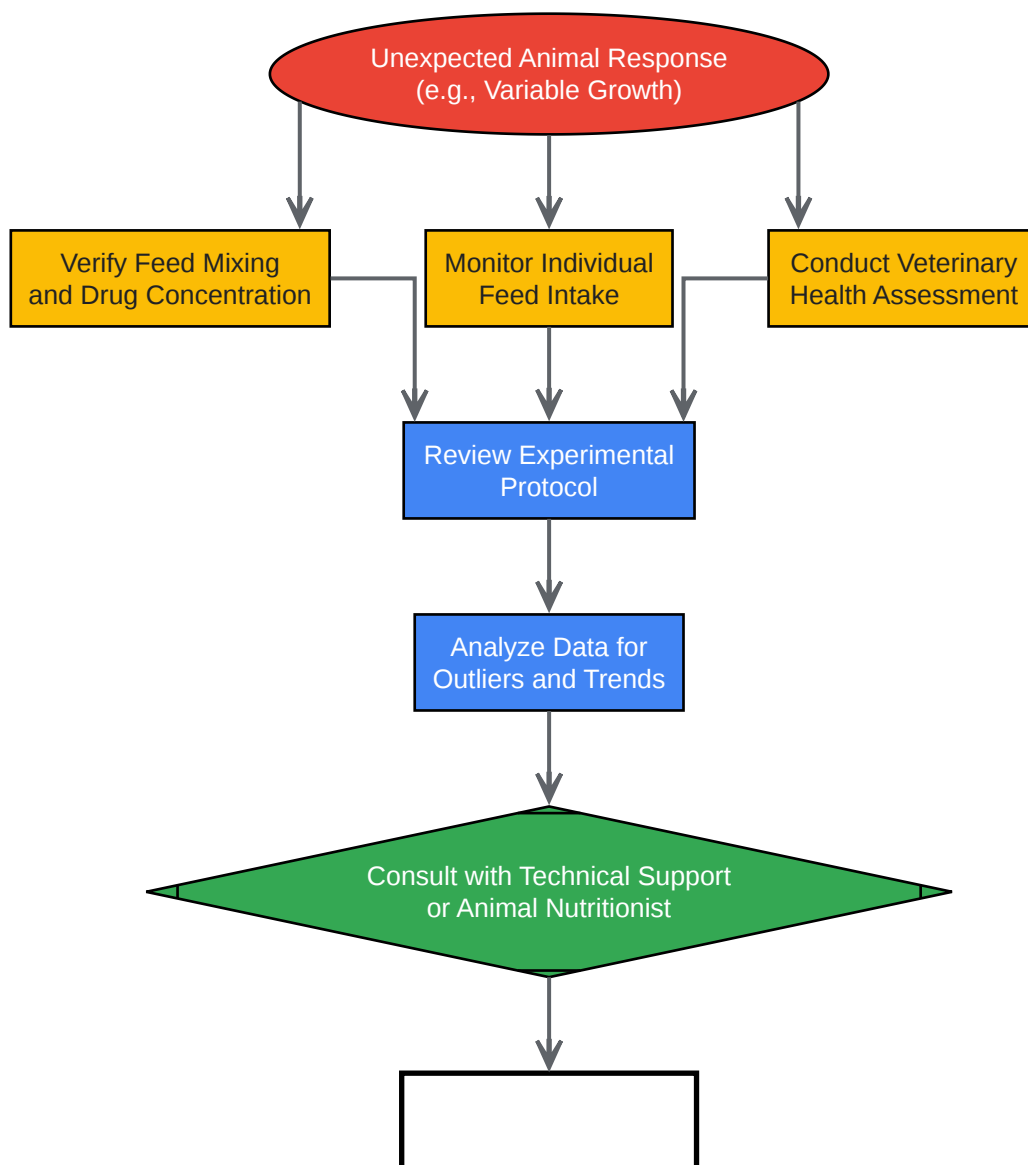 Unexpected Animal Response
(e.g., Variable Growth)
Verify Feed Mixing
and Drug Concentration
Monitor Individual
Feed Intake
Conduct Veterinary
Health Assessment
Review Experimental
Protocol
Analyze Data for
Outliers and Trends
Consult with Technical Support
or Animal Nutritionist